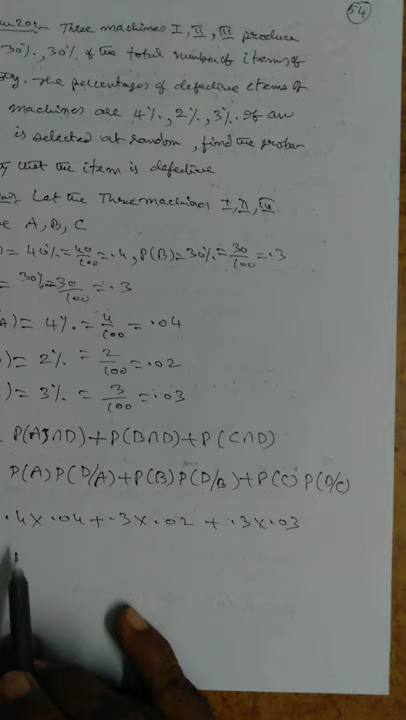 54
Three machines I, II, III produce
30%., 30% of the total number of items of
The percentages of defective items of
machines are 4%., 2%., 3%. If an
is selected at random, find the proba-
that the item is defective
Let the Three machines I, II, III
A, B, C
) = 40% = 40/100 = .4, P(B) = 30%. = 30/100 = .3
= 30% = 30/100 = .3
A) = 4%. = 4/100 = .04
) = 2%. = 2/100 = .02
) = 3%. = 3/100 = .03
P(A∩D) + P(B∩D) + P(C∩D)
P(A) P(D/A) + P(B) P(D/B) + P(C) P(D/C)
.4 × .04 + .3 × .02 + .3 × .03